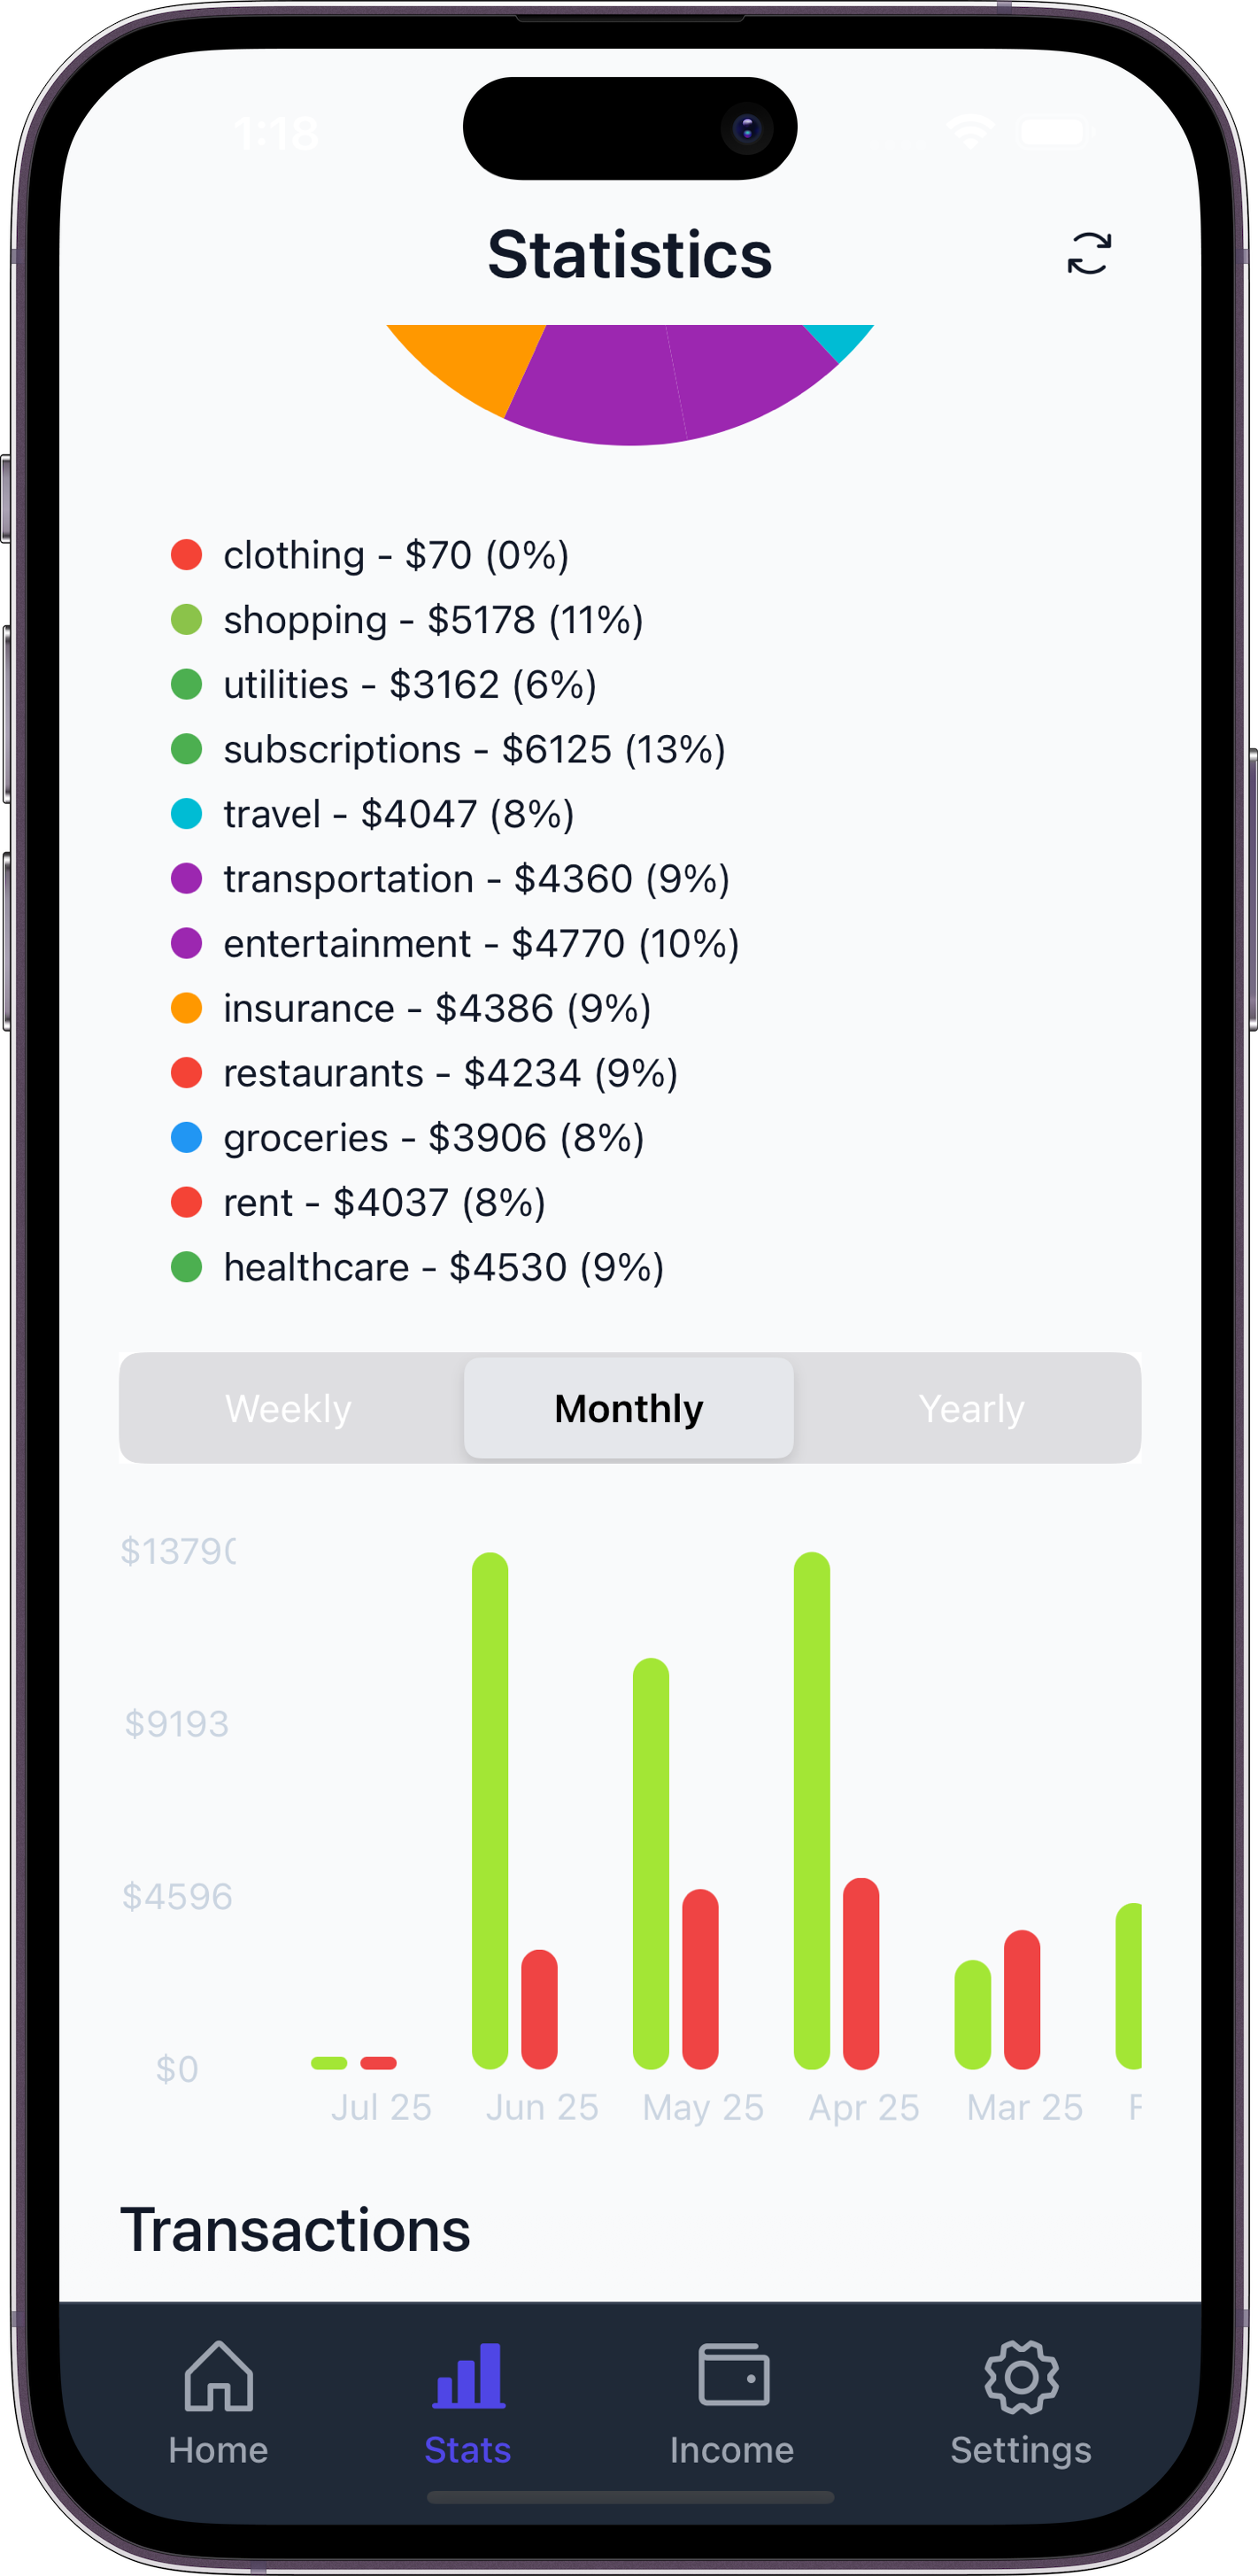 1:18
Statistics
clothing - $70 (0%)
shopping - $5178 (11%)
utilities - $3162 (6%)
subscriptions - $6125 (13%)
travel - $4047 (8%)
transportation - $4360 (9%)
entertainment - $4770 (10%)
insurance - $4386 (9%)
restaurants - $4234 (9%)
groceries - $3906 (8%)
rent - $4037 (8%)
healthcare - $4530 (9%)
Weekly Monthly Yearly
$1379
$9193
$4596
$0
Jul 25 Jun 25 May 25 Apr 25 Mar 25 F
Transactions
Home Stats Income Settings